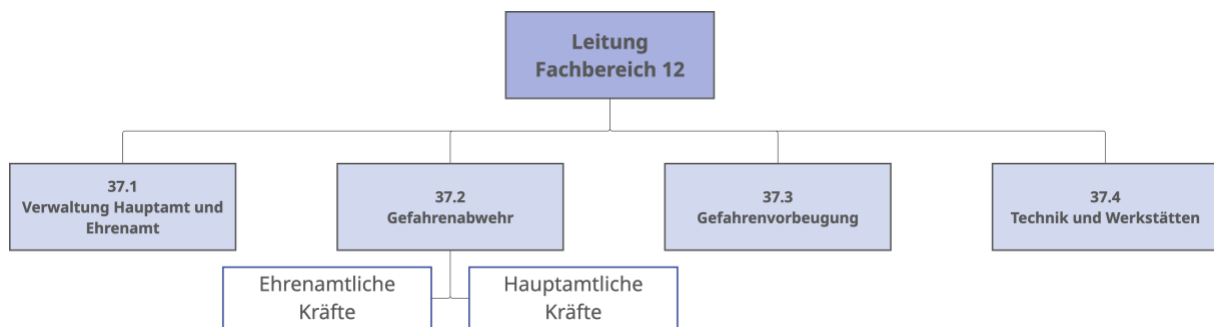 Leitung
Fachbereich 12
37.1
Verwaltung Hauptamt und
Ehrenamt
37.2
Gefahrenabwehr
37.3
Gefahrenvorbeugung
37.4
Technik und Werkstätten
Ehrenamtliche
Kräfte
Hauptamtliche
Kräfte